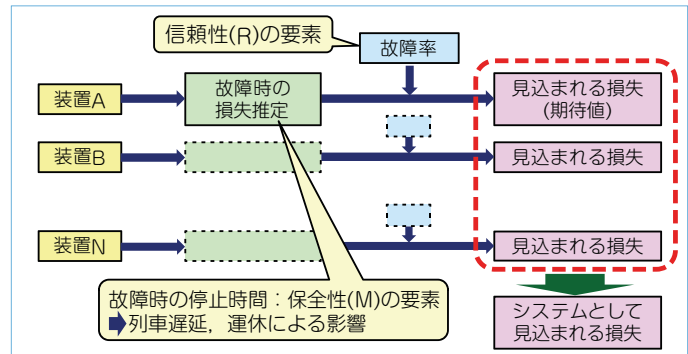 信頼性(R)の要素
故障率
装置A
故障時の
損失推定
見込まれる損失
(期待値)
装置B
見込まれる損失
装置N
見込まれる損失
故障時の停止時間：保全性(M)の要素
➡列車遅延，運休による影響
システムとして
見込まれる損失